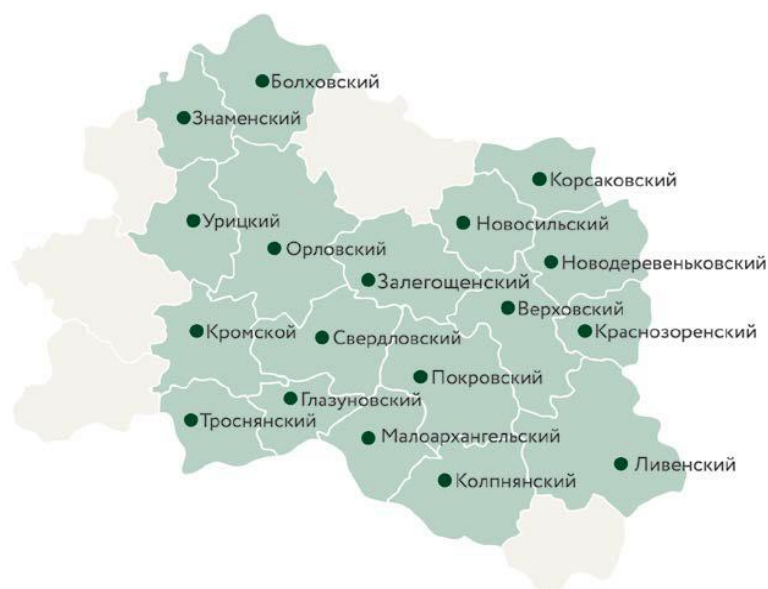 Болховский
Знаменский
Корсаковский
Урицкий
Новосильский
Орловский
Новодеревеньковский
Залегощенский
Верховский
Кромской
Свердловский
Краснозоренский
Покровский
Глазуновский
Троснянский
Малоархангельский
Ливенский
Колпнянский